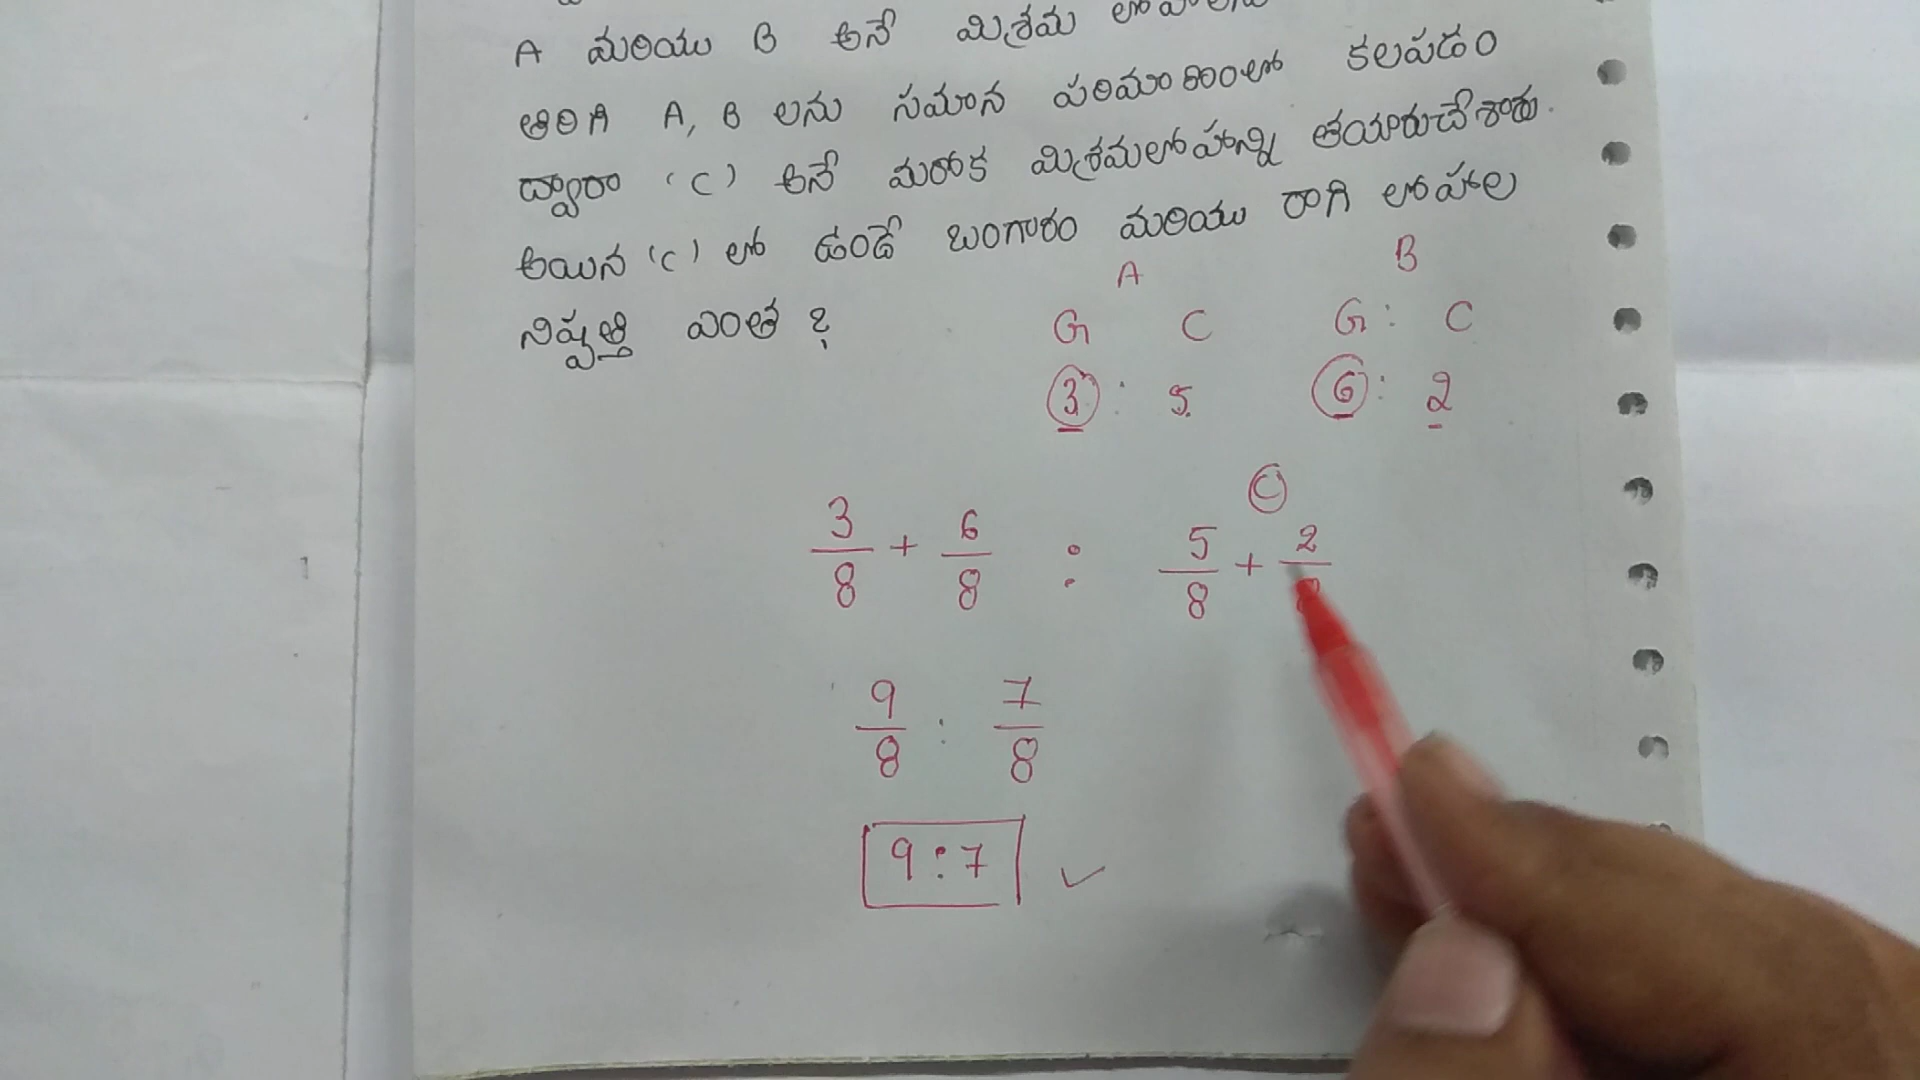 A మరియు B అనే మిశ్రమ
తిరిగి A, B లను సమాన పరిమాణంలో కలపడం
ద్వారా 'C' అనే మరొక మిశ్రమలోహాన్ని తయారుచేశారు.
అయిన 'C' లో ఉండే బంగారం మరియు రాగి లోహాల
నిష్పత్తి ఎంత ?
A B
G C G : C
3 : 5 6 : 2
C
3/8 + 6/8 : 5/8 + 2/8
9/8 : 7/8
9 : 7 ✓